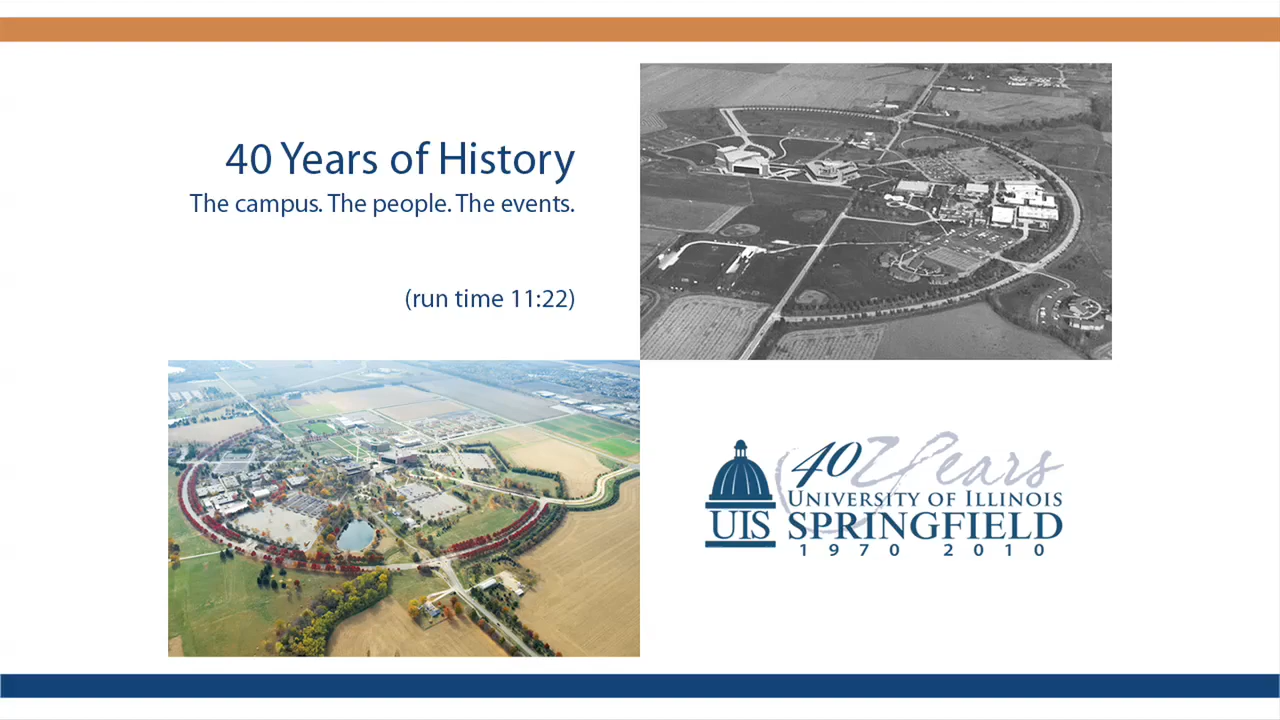 40 Years of History
The campus. The people. The events.
(run time 11:22)
40 Years
UNIVERSITY OF ILLINOIS
UIS SPRINGFIELD
1970 2010